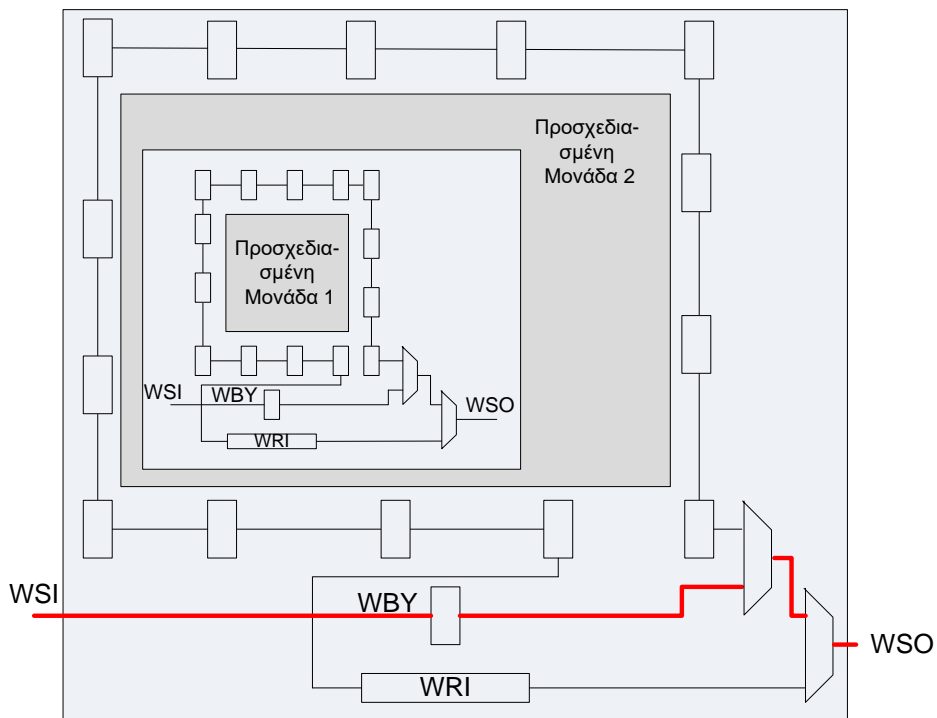 Προσχεδια-
σμένη
Μονάδα 2
Προσχεδια-
σμένη
Μονάδα 1
WSI
WBY
WSO
WRI
WSI
WBY
WSO
WRI